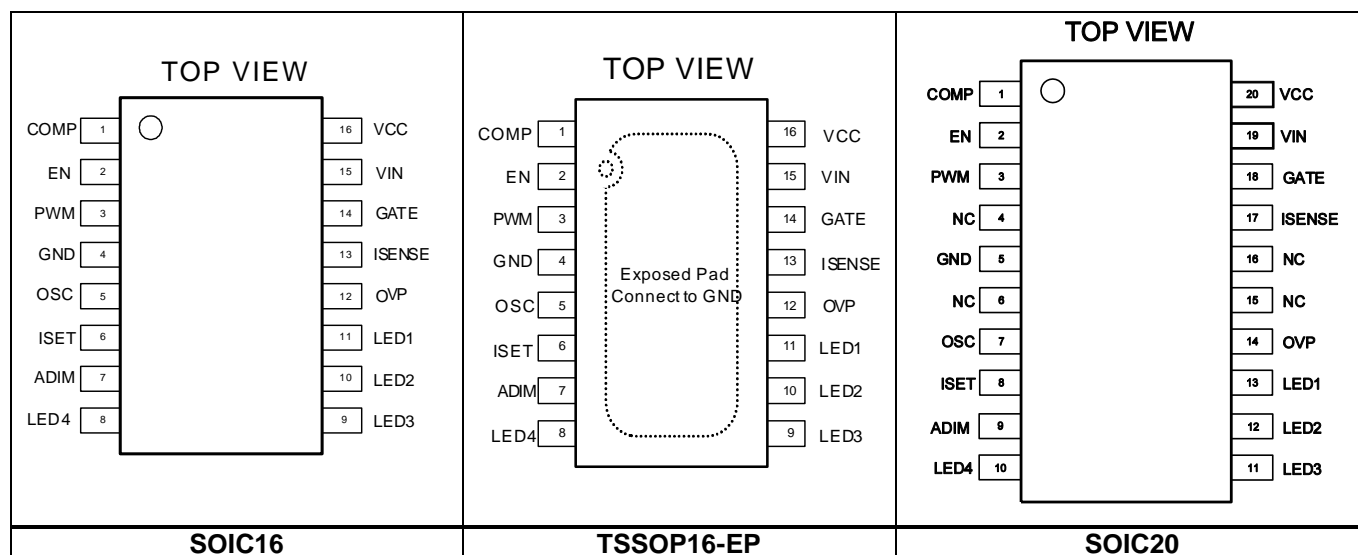 TOP VIEW
COMP 1 16 VCC
EN 2 15 VIN
PWM 3 14 GATE
GND 4 13 ISENSE
OSC 5 12 OVP
ISET 6 11 LED1
ADIM 7 10 LED2
LED4 8 9 LED3
SOIC16
TOP VIEW
COMP 1 16 VCC
EN 2 15 VIN
PWM 3 14 GATE
GND 4 13 ISENSE
Exposed Pad
Connect to GND
OSC 5 12 OVP
ISET 6 11 LED1
ADIM 7 10 LED2
LED4 8 9 LED3
TSSOP16-EP
TOP VIEW
COMP 1 20 VCC
EN 2 19 VIN
PWM 3 18 GATE
NC 4 17 ISENSE
GND 5 16 NC
NC 6 15 NC
OSC 7 14 OVP
ISET 8 13 LED1
ADIM 9 12 LED2
LED4 10 11 LED3
SOIC20